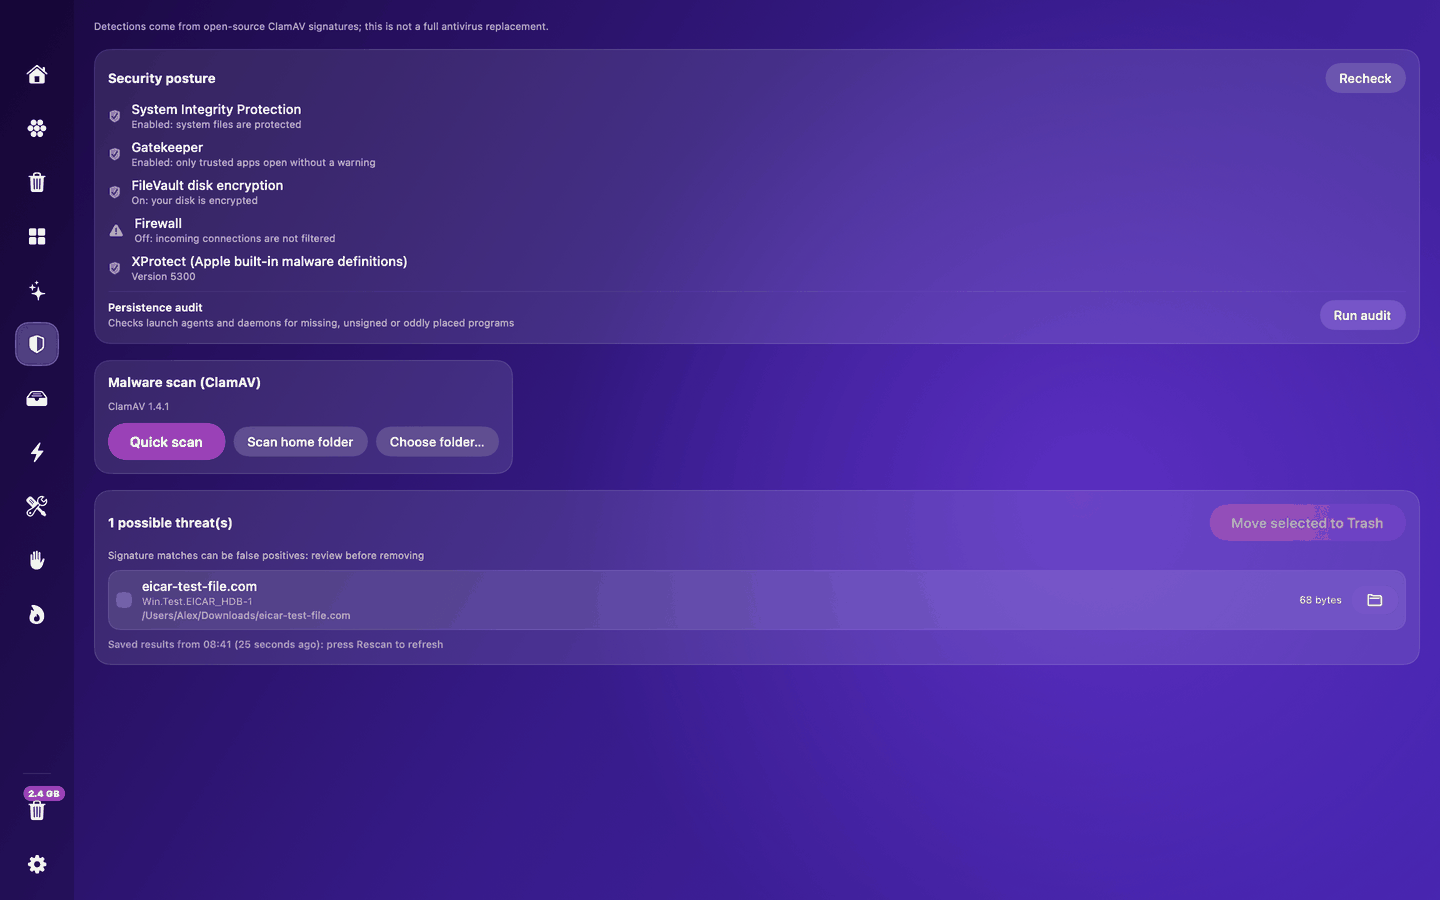 Detections come from open-source ClamAV signatures; this is not a full antivirus replacement.
Security posture
Recheck
System Integrity Protection
Enabled: system files are protected
Gatekeeper
Enabled: only trusted apps open without a warning
FileVault disk encryption
On: your disk is encrypted
Firewall
Off: incoming connections are not filtered
XProtect (Apple built-in malware definitions)
Version 5300
Persistence audit
Checks launch agents and daemons for missing, unsigned or oddly placed programs
Run audit
Malware scan (ClamAV)
ClamAV 1.4.1
Quick scan
Scan home folder
Choose folder...
1 possible threat(s)
Move selected to Trash
Signature matches can be false positives: review before removing
eicar-test-file.com
Win.Test.EICAR_HDB-1
/Users/Alex/Downloads/eicar-test-file.com
68 bytes
Saved results from 08:41 (25 seconds ago): press Rescan to refresh
2.4 GB